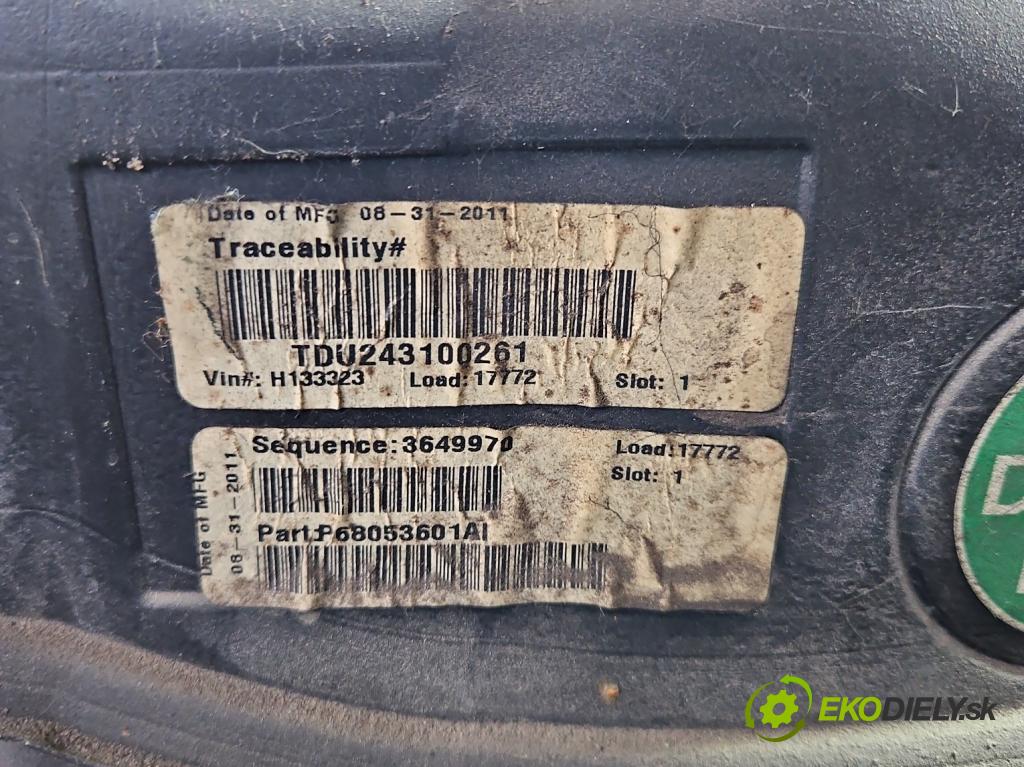 Date of MFG 08-31-2011
Traceability#
TDU243100261
Vin#: H133323 Load: 17772 Slot: 1
Sequence: 3649970 Load: 17772
Slot: 1
Date of MFG
08-31-2011
Part: P68053601AI
D
EKODIELY.sk